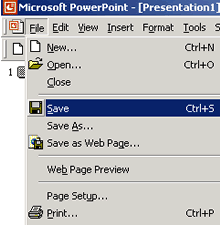 Microsoft PowerPoint - [Presentation1]
File Edit View Insert Format Tools S
New... Ctrl+N
Open... Ctrl+O
1
Close
Save Ctrl+S
Save As...
Save as Web Page...
Web Page Preview
Page Setup...
Print... Ctrl+P